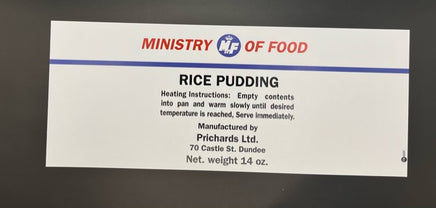 MINISTRY MF OF FOOD
RICE PUDDING
Heating Instructions: Empty contents
into pan and warm slowly until desired
temperature is reached, Serve immediately.
Manufactured by
Prichards Ltd.
70 Castle St. Dundee
Net. weight 14 oz.